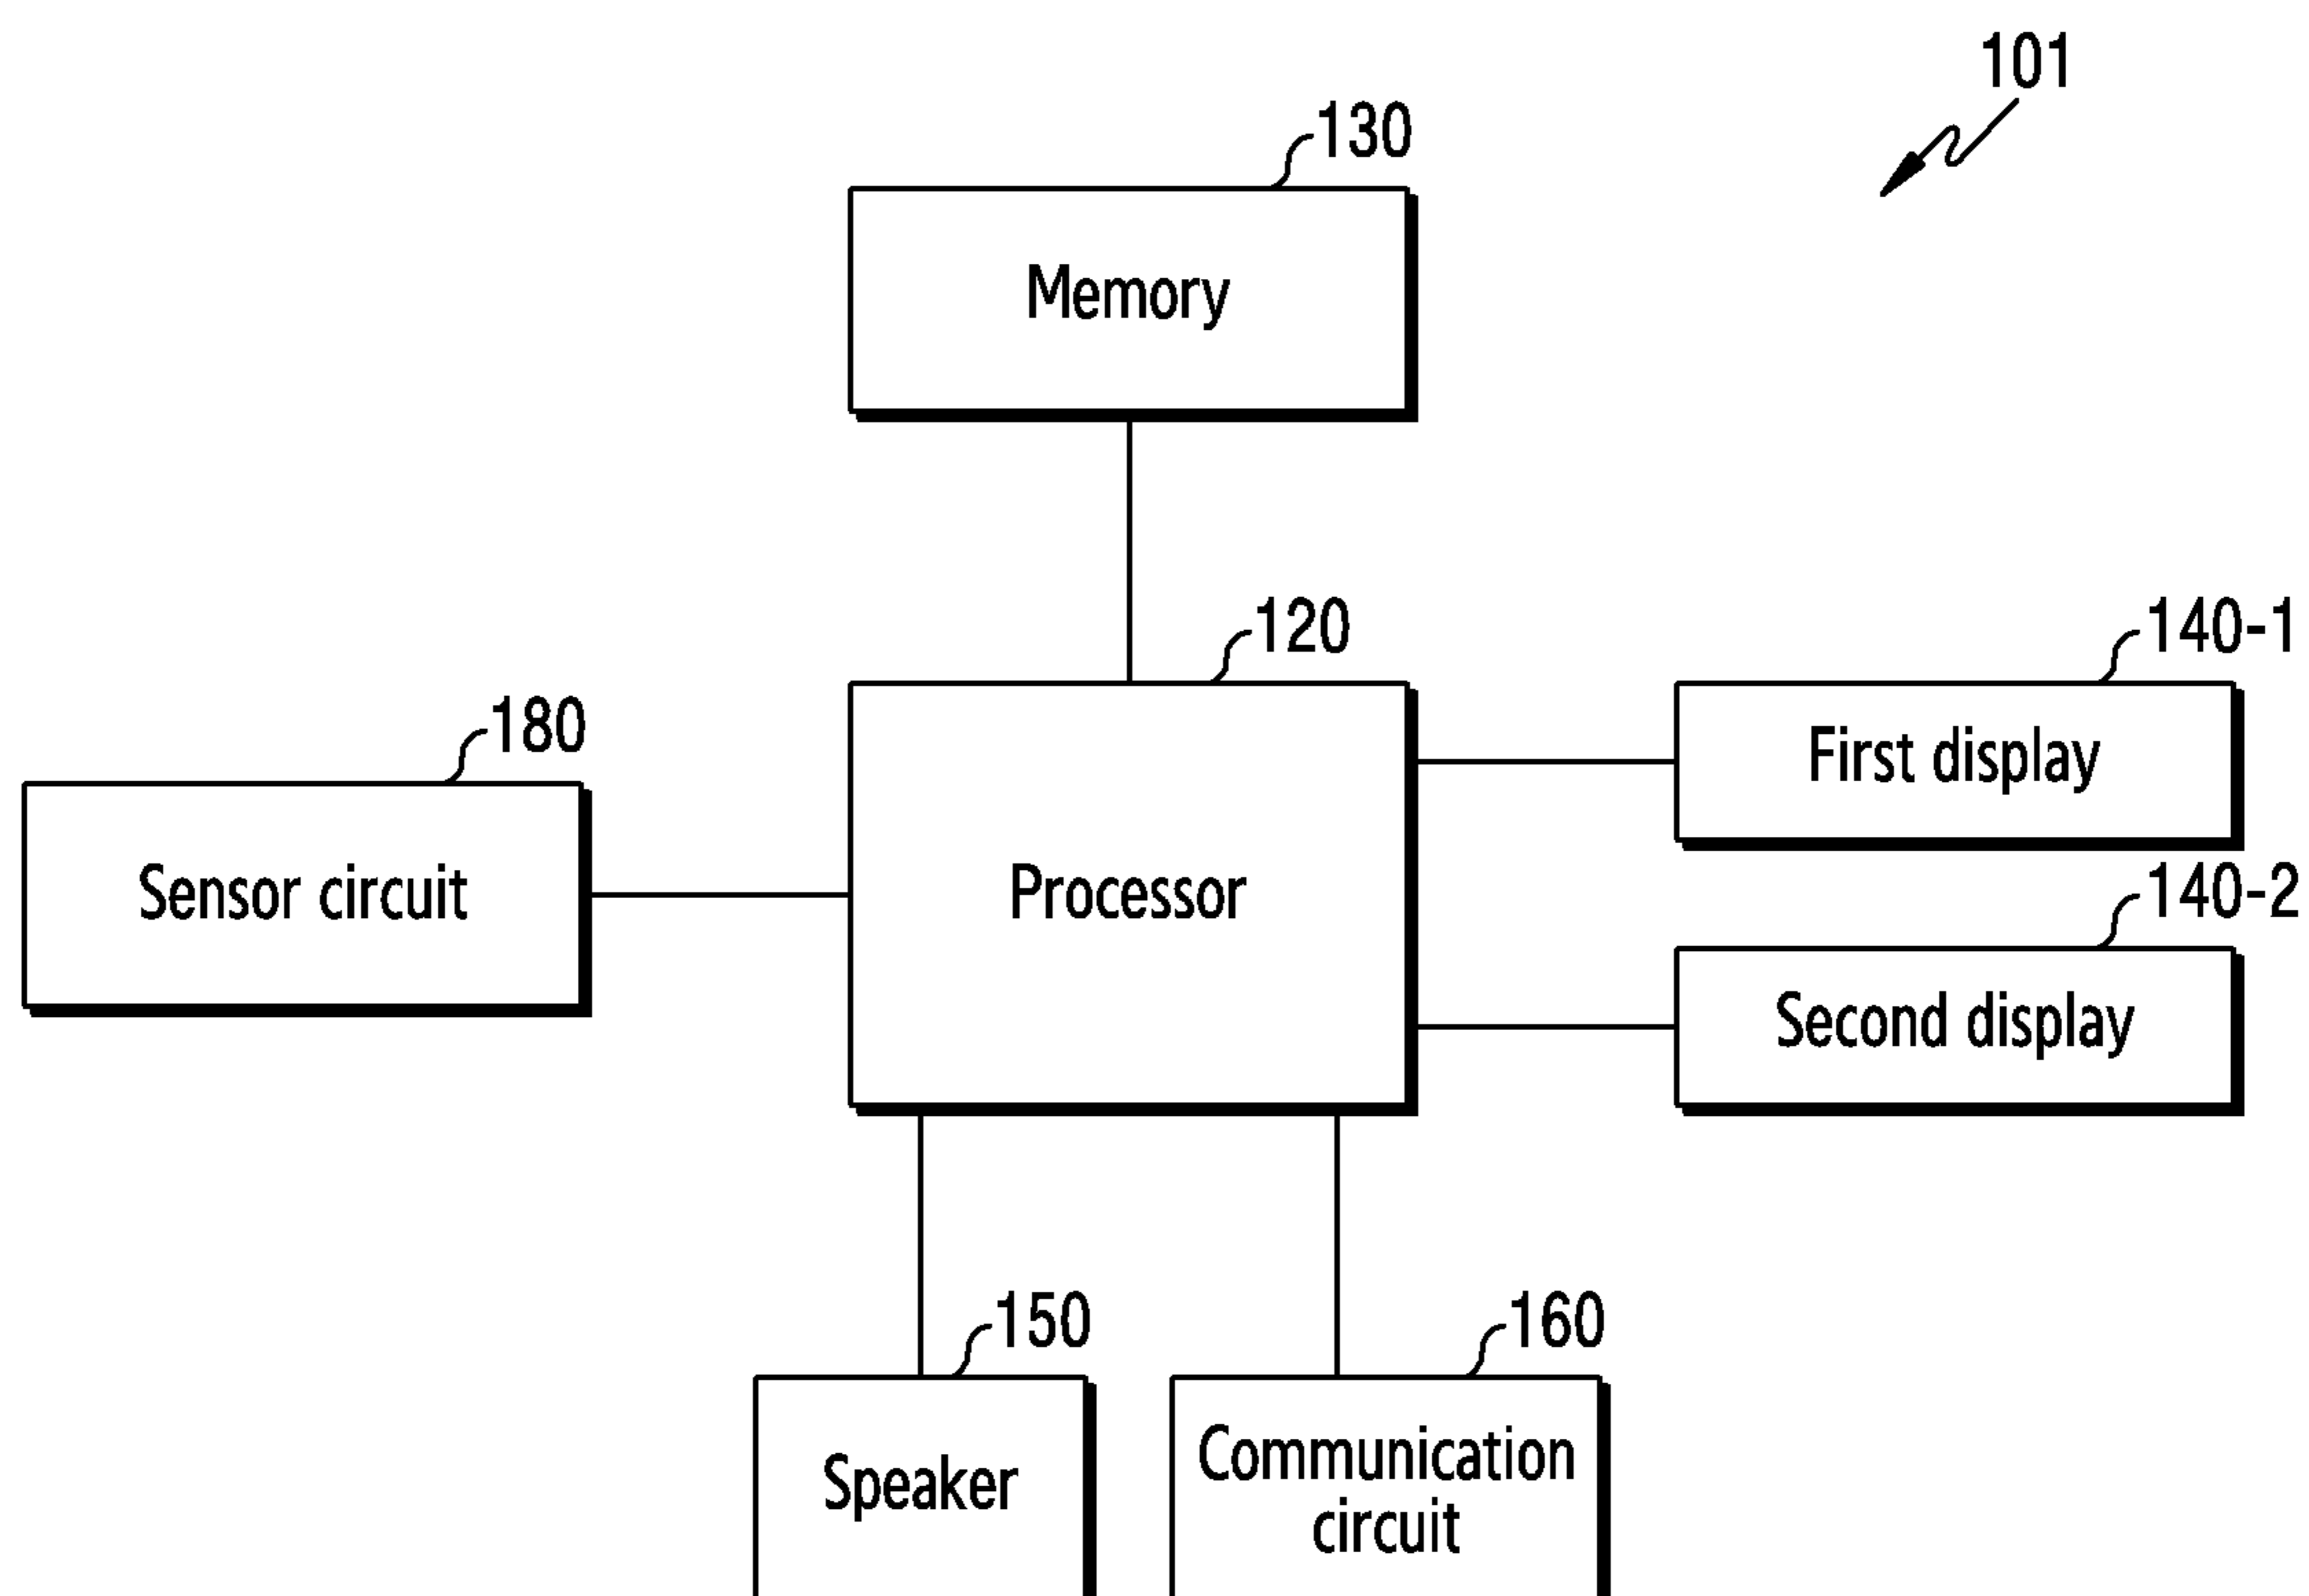 101
130
Memory
120
140-1
180
First display
Sensor circuit
Processor
140-2
Second display
150
160
Speaker
Communication
circuit